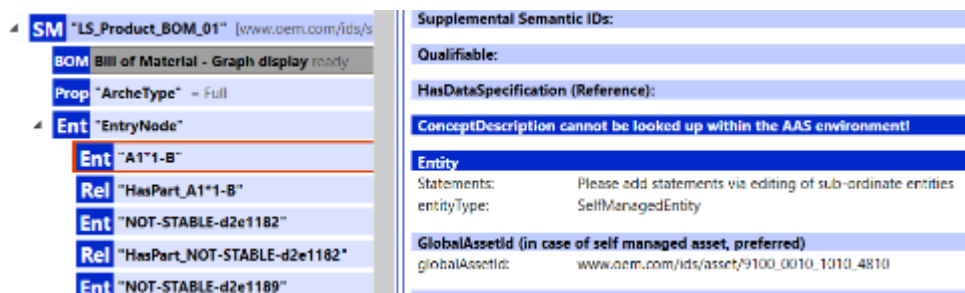 SM "LS_Product_BOM_01" [www.oem.com/ids/s
BOM Bill of Material - Graph display ready
Prop "ArcheType" = Full
Ent "EntryNode"
Ent "A1*1-B"
Rel "HasPart_A1*1-B"
Ent "NOT-STABLE-d2e1182"
Rel "HasPart_NOT-STABLE-d2e1182"
Ent "NOT-STABLE-d2e1189"
Supplemental Semantic IDs:
Qualifiable:
HasDataSpecification (Reference):
ConceptDescription cannot be looked up within the AAS environment!
Entity
Statements: Please add statements via editing of sub-ordinate entities
entityType: SelfManagedEntity
GlobalAssetId (in case of self managed asset, preferred)
globalAssetId: www.oem.com/ids/asset/9100_0010_1010_4810